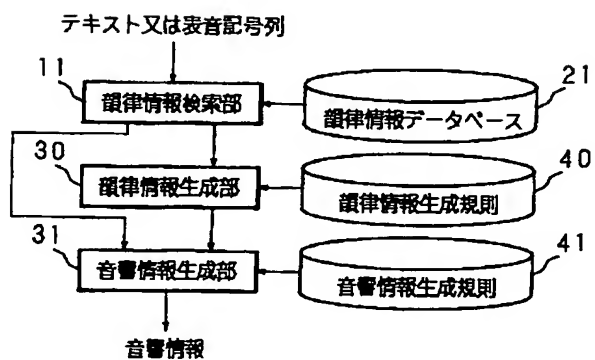 テキスト又は表音記号列
11
韻律情報検索部
21
韻律情報データベース
30
韻律情報生成部
40
韻律情報生成規則
31
音響情報生成部
41
音響情報生成規則
音響情報